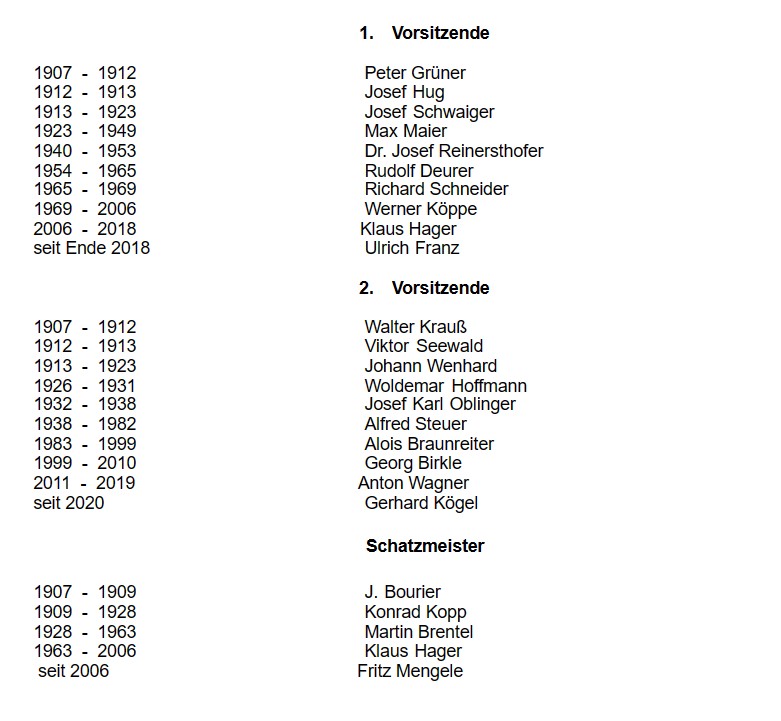 1. Vorsitzende
1907 - 1912 Peter Grüner
1912 - 1913 Josef Hug
1913 - 1923 Josef Schwaiger
1923 - 1949 Max Maier
1940 - 1953 Dr. Josef Reinersthofer
1954 - 1965 Rudolf Deurer
1965 - 1969 Richard Schneider
1969 - 2006 Werner Köppe
2006 - 2018 Klaus Hager
seit Ende 2018 Ulrich Franz
2. Vorsitzende
1907 - 1912 Walter Krauß
1912 - 1913 Viktor Seewald
1913 - 1923 Johann Wenhard
1926 - 1931 Woldemar Hoffmann
1932 - 1938 Josef Karl Oblinger
1938 - 1982 Alfred Steuer
1983 - 1999 Alois Braunreiter
1999 - 2010 Georg Birkle
2011 - 2019 Anton Wagner
seit 2020 Gerhard Kögel
Schatzmeister
1907 - 1909 J. Bourier
1909 - 1928 Konrad Kopp
1928 - 1963 Martin Brentel
1963 - 2006 Klaus Hager
seit 2006 Fritz Mengele